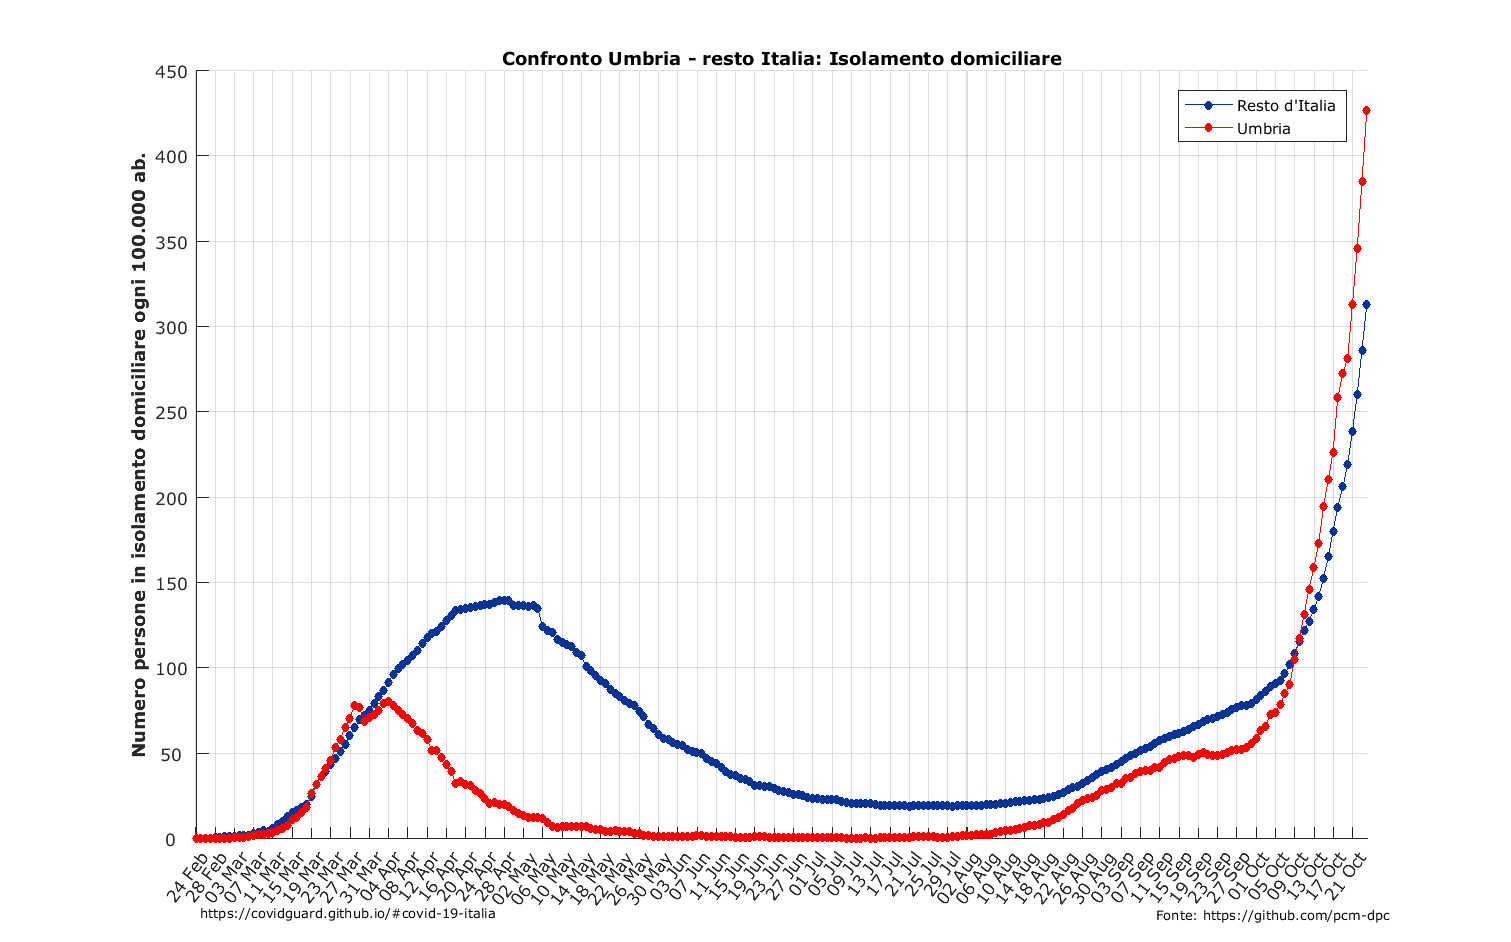 Confronto Umbria - resto Italia: Isolamento domiciliare
Numero persone in isolamento domiciliare ogni 100.000 ab.
450
400
350
300
250
200
150
100
50
0
Resto d'Italia
Umbria
24 Feb
28 Feb
03 Mar
07 Mar
11 Mar
15 Mar
19 Mar
23 Mar
27 Mar
31 Mar
04 Apr
08 Apr
12 Apr
16 Apr
20 Apr
24 Apr
28 Apr
02 May
06 May
10 May
14 May
18 May
22 May
26 May
30 May
03 Jun
07 Jun
11 Jun
15 Jun
19 Jun
23 Jun
27 Jun
01 Jul
05 Jul
09 Jul
13 Jul
17 Jul
21 Jul
25 Jul
29 Jul
02 Aug
06 Aug
10 Aug
14 Aug
18 Aug
22 Aug
26 Aug
30 Aug
03 Sep
07 Sep
11 Sep
15 Sep
19 Sep
23 Sep
27 Sep
01 Oct
05 Oct
09 Oct
13 Oct
17 Oct
21 Oct
https://covidguard.github.io/#covid-19-italia
Fonte: https://github.com/pcm-dpc